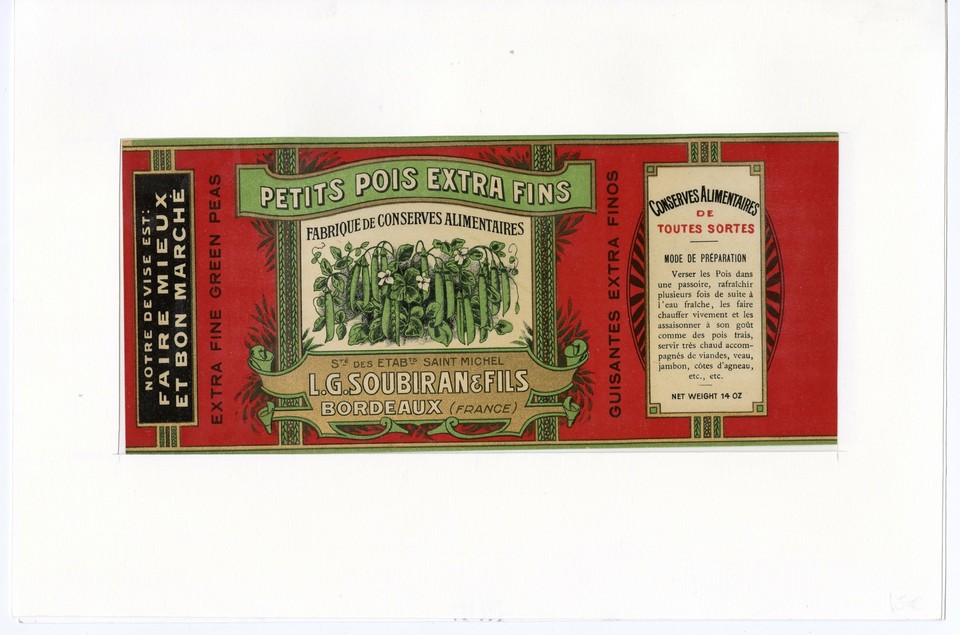 NOTRE DEVISE EST:
FAIRE MIEUX
ET BON MARCHÉ
EXTRA FINE GREEN PEAS
PETITS POIS EXTRA FINS
FABRIQUE DE CONSERVES ALIMENTAIRES
STÉ DES ETABTS SAINT MICHEL
L.G. SOUBIRAN & FILS
BORDEAUX (FRANCE)
GUISANTES EXTRA FINOS
CONSERVES ALIMENTAIRES
DE
TOUTES SORTES
MODE DE PRÉPARATION
Verser les Pois dans
une passoire, rafraîchir
plusieurs fois de suite à
l'eau fraîche, les faire
chauffer vivement et les
assaisonner à son goût
comme des pois frais,
servir très chaud accom-
pagnés de viandes, veau,
jambon, côtes d'agneau,
etc., etc.
NET WEIGHT 14 OZ